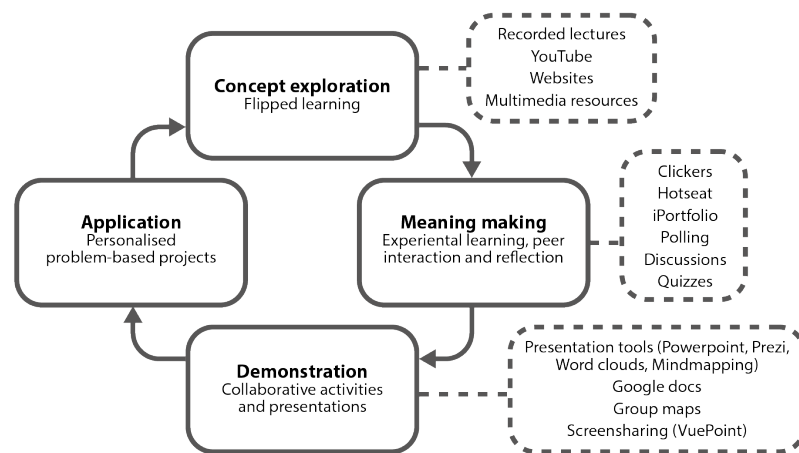 Concept exploration
Flipped learning
Recorded lectures
YouTube
Websites
Multimedia resources
Meaning making
Experiental learning, peer
interaction and reflection
Clickers
Hotseat
iPortfolio
Polling
Discussions
Quizzes
Demonstration
Collaborative activities
and presentations
Presentation tools (Powerpoint, Prezi,
Word clouds, Mindmapping)
Google docs
Group maps
Screensharing (VuePoint)
Application
Personalised
problem-based projects